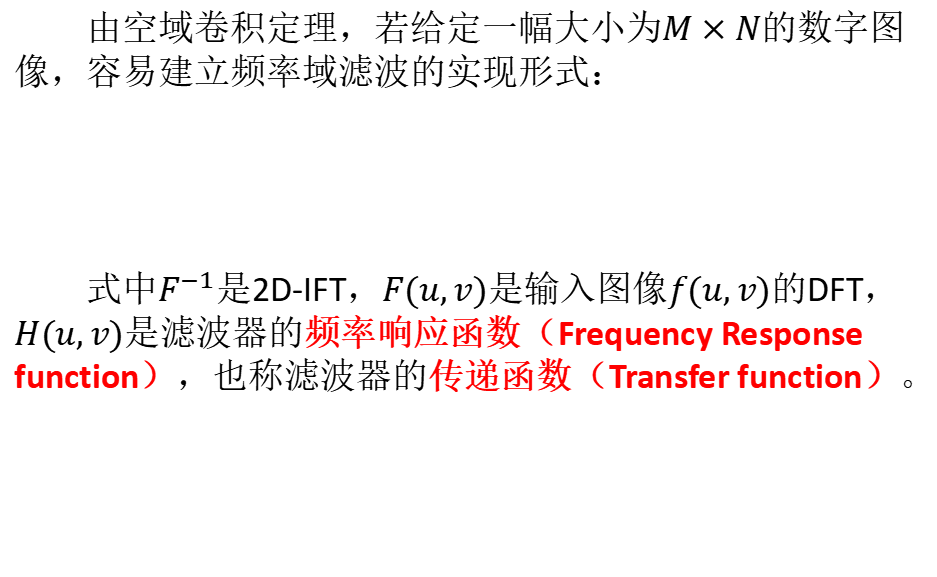 由空域卷积定理，若给定一幅大小为𝑀 × 𝑁的数字图
像，容易建立频率域滤波的实现形式：
式中𝐹⁻¹是2D-IFT，𝐹(𝑢, 𝑣)是输入图像𝑓(𝑢, 𝑣)的DFT，
𝐻(𝑢, 𝑣)是滤波器的频率响应函数（Frequency Response
function），也称滤波器的传递函数（Transfer function）。